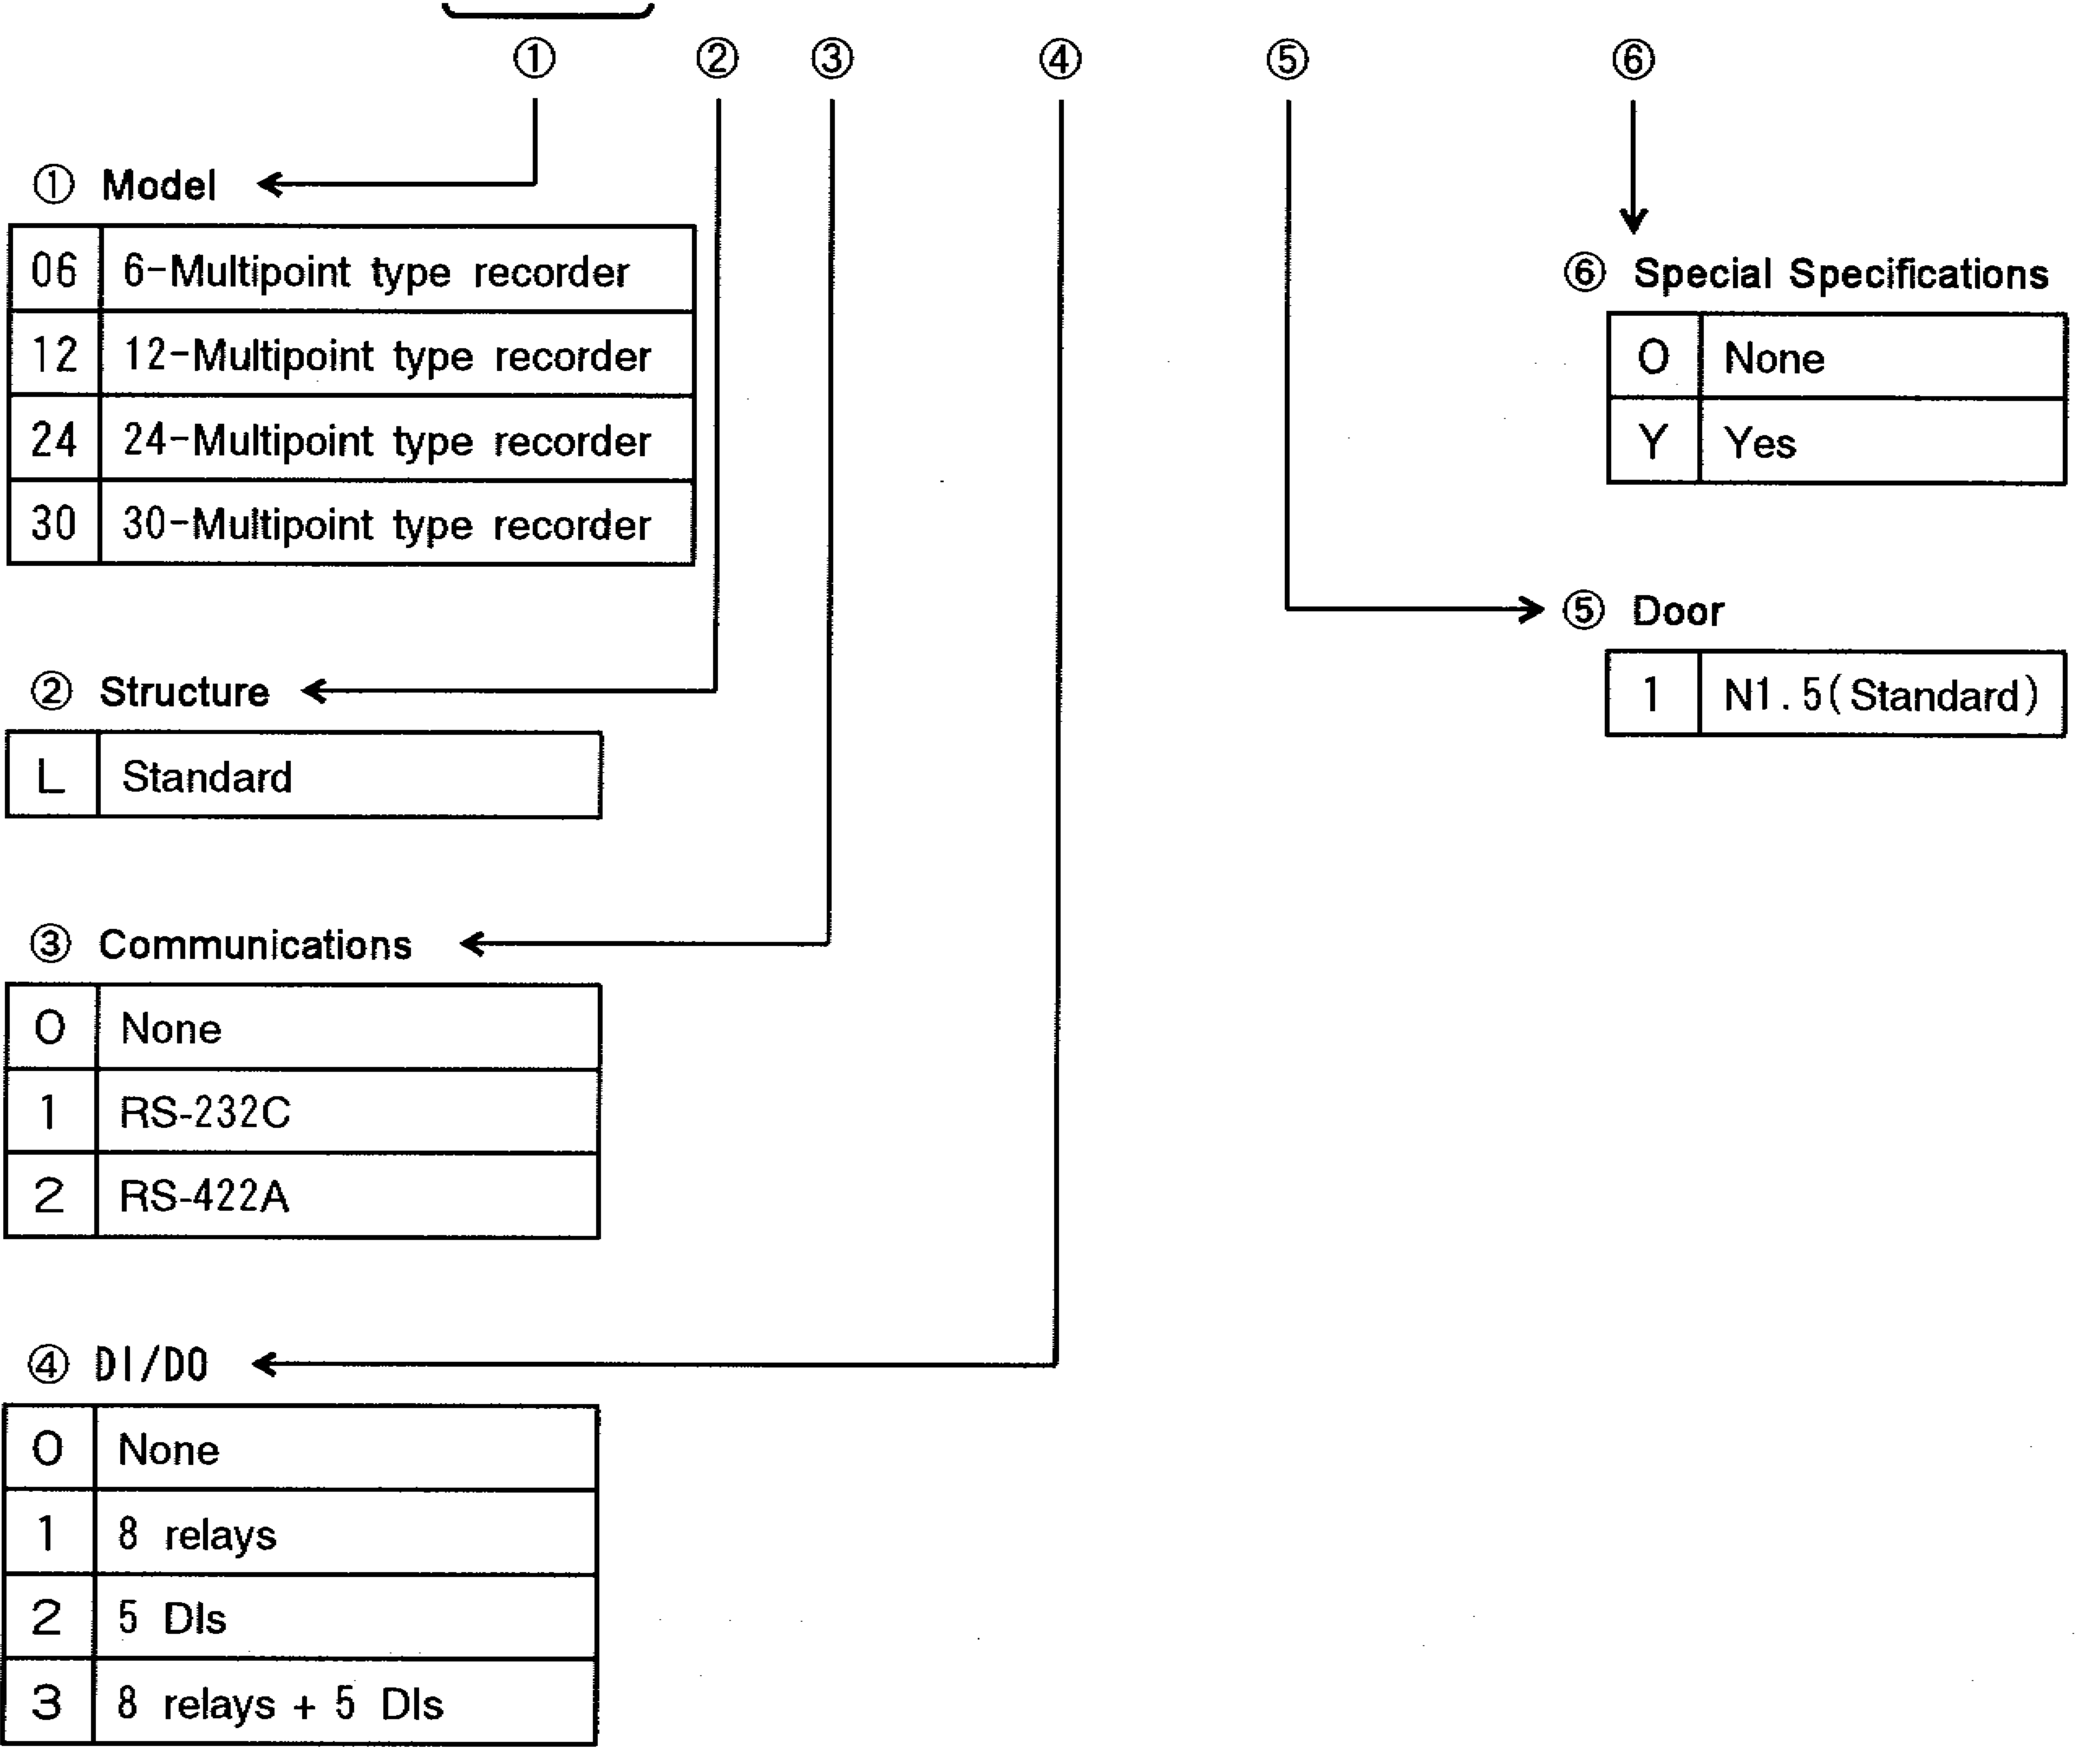 ① ② ③ ④ ⑤ ⑥
① Model
06 6-Multipoint type recorder
12 12-Multipoint type recorder
24 24-Multipoint type recorder
30 30-Multipoint type recorder
② Structure
L Standard
③ Communications
0 None
1 RS-232C
2 RS-422A
④ DI/DO
0 None
1 8 relays
2 5 DIs
3 8 relays + 5 DIs
⑥ Special Specifications
0 None
Y Yes
⑤ Door
1 N1.5(Standard)